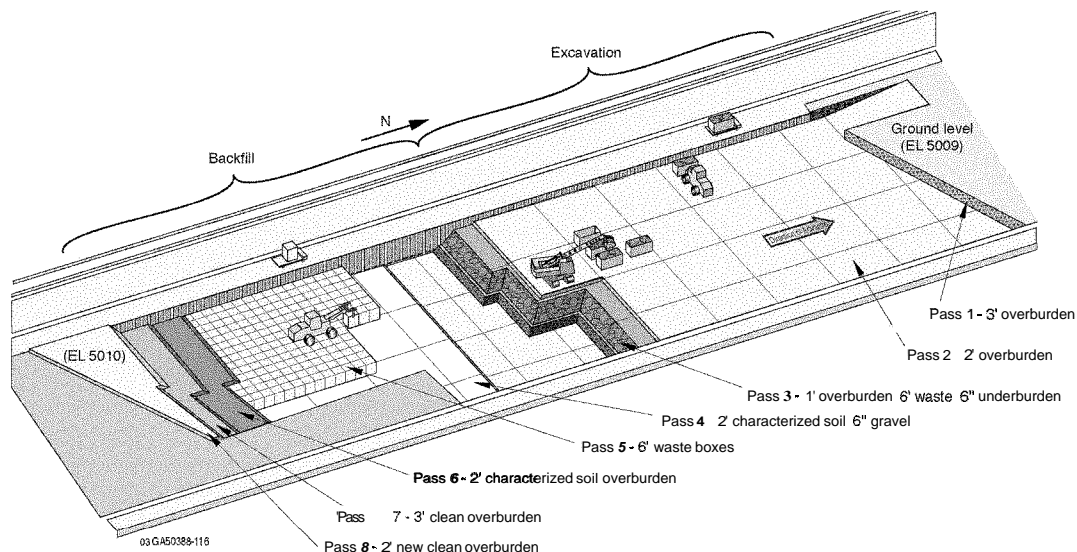 Excavation
N
Backfill
Ground level
(EL 5009)
(EL 5010)
Pass 1 - 3' overburden
Pass 2 2' overburden
Pass 3 - 1' overburden 6' waste 6" underburden
Pass 4 2' characterized soil 6" gravel
Pass 5 - 6' waste boxes
Pass 6 - 2' characterized soil overburden
'Pass 7 - 3' clean overburden
Pass 8 - 2' new clean overburden
03 GA50388-116